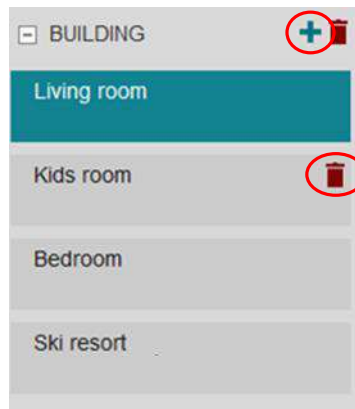 BUILDING
Living room
Kids room
Bedroom
Ski resort